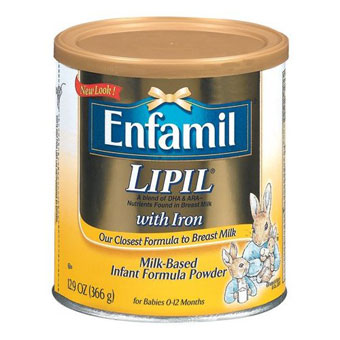 New Look!
Enfamil
LIPIL®
A blend of DHA & ARA-
Nutrients Found in Breast Milk
with Iron
Our Closest Formula to Breast Milk
Milk-Based
Infant Formula Powder
12.9 OZ (366 g)
for Babies 0-12 Months